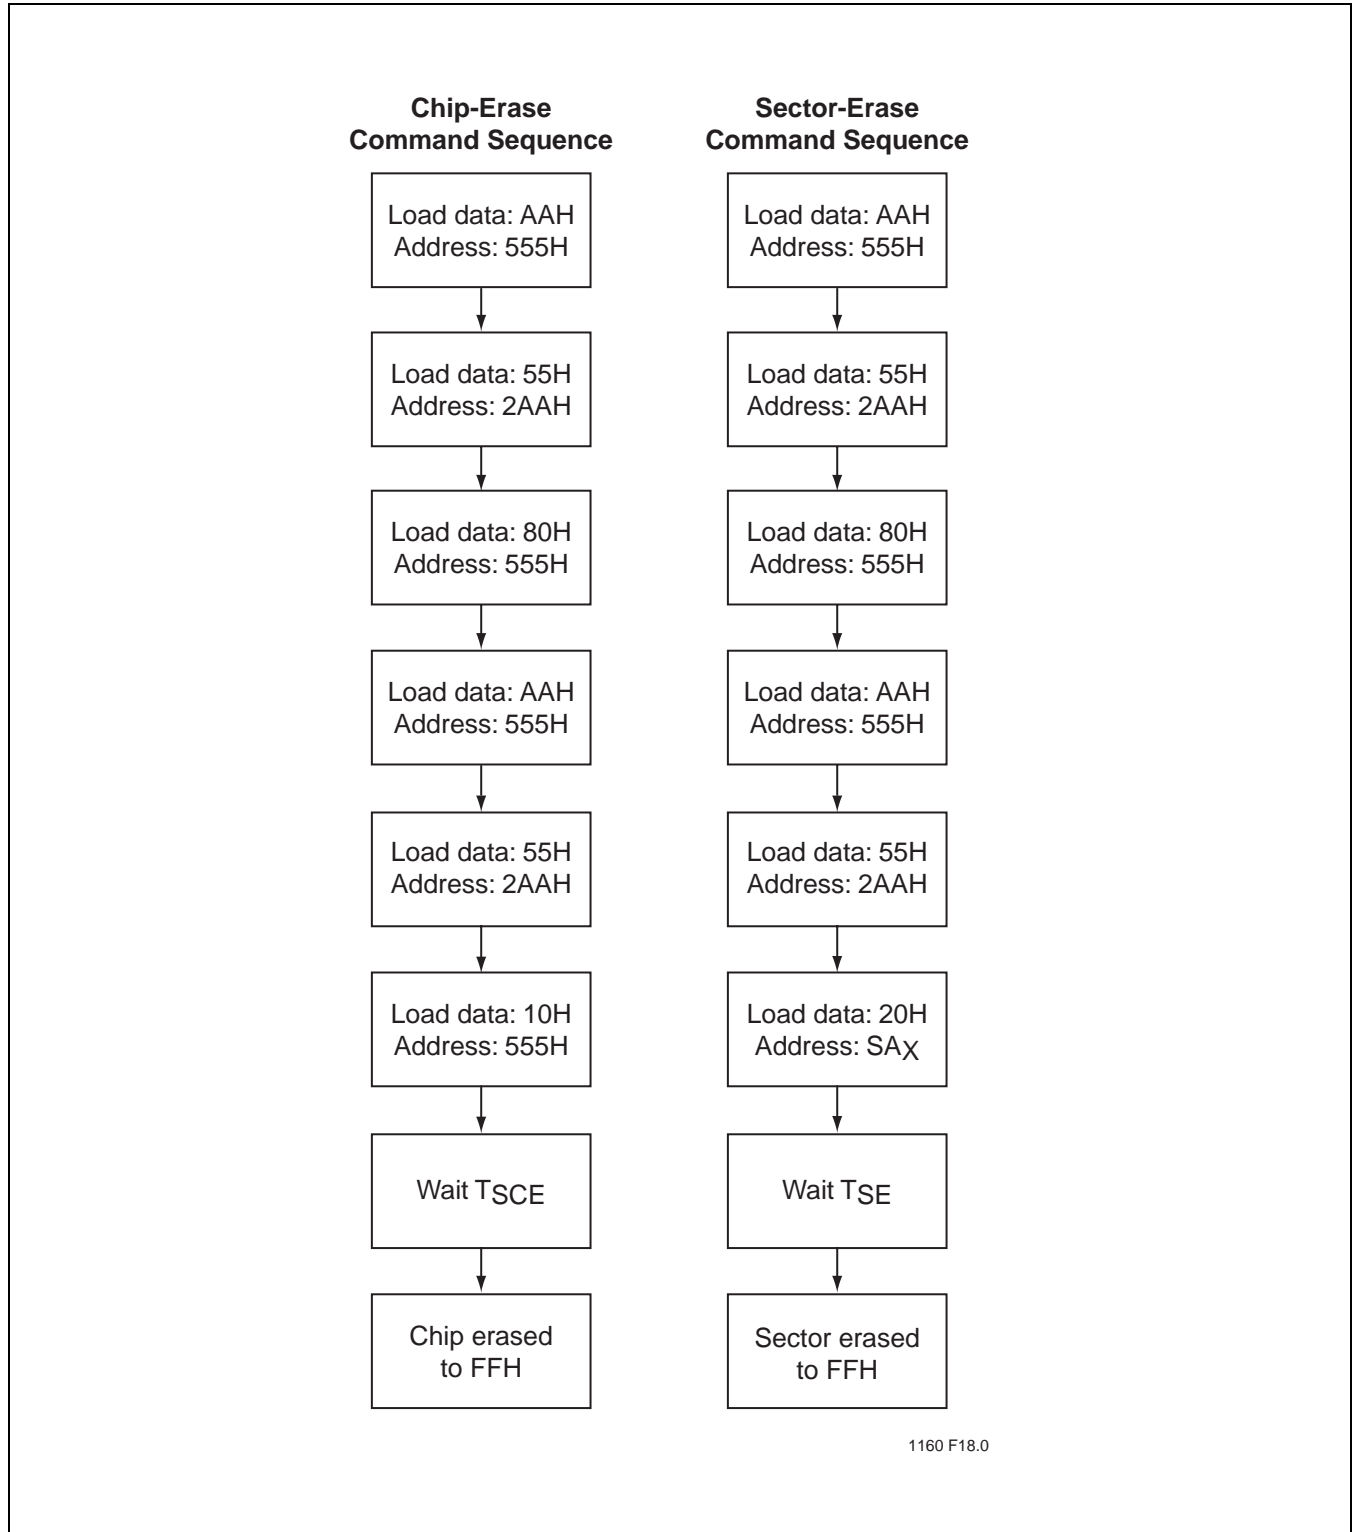 Chip-Erase
Command Sequence
Load data: AAH
Address: 555H
Load data: 55H
Address: 2AAH
Load data: 80H
Address: 555H
Load data: AAH
Address: 555H
Load data: 55H
Address: 2AAH
Load data: 10H
Address: 555H
Wait TSCE
Chip erased
to FFH
Sector-Erase
Command Sequence
Load data: AAH
Address: 555H
Load data: 55H
Address: 2AAH
Load data: 80H
Address: 555H
Load data: AAH
Address: 555H
Load data: 55H
Address: 2AAH
Load data: 20H
Address: SAX
Wait TSE
Sector erased
to FFH
1160 F18.0